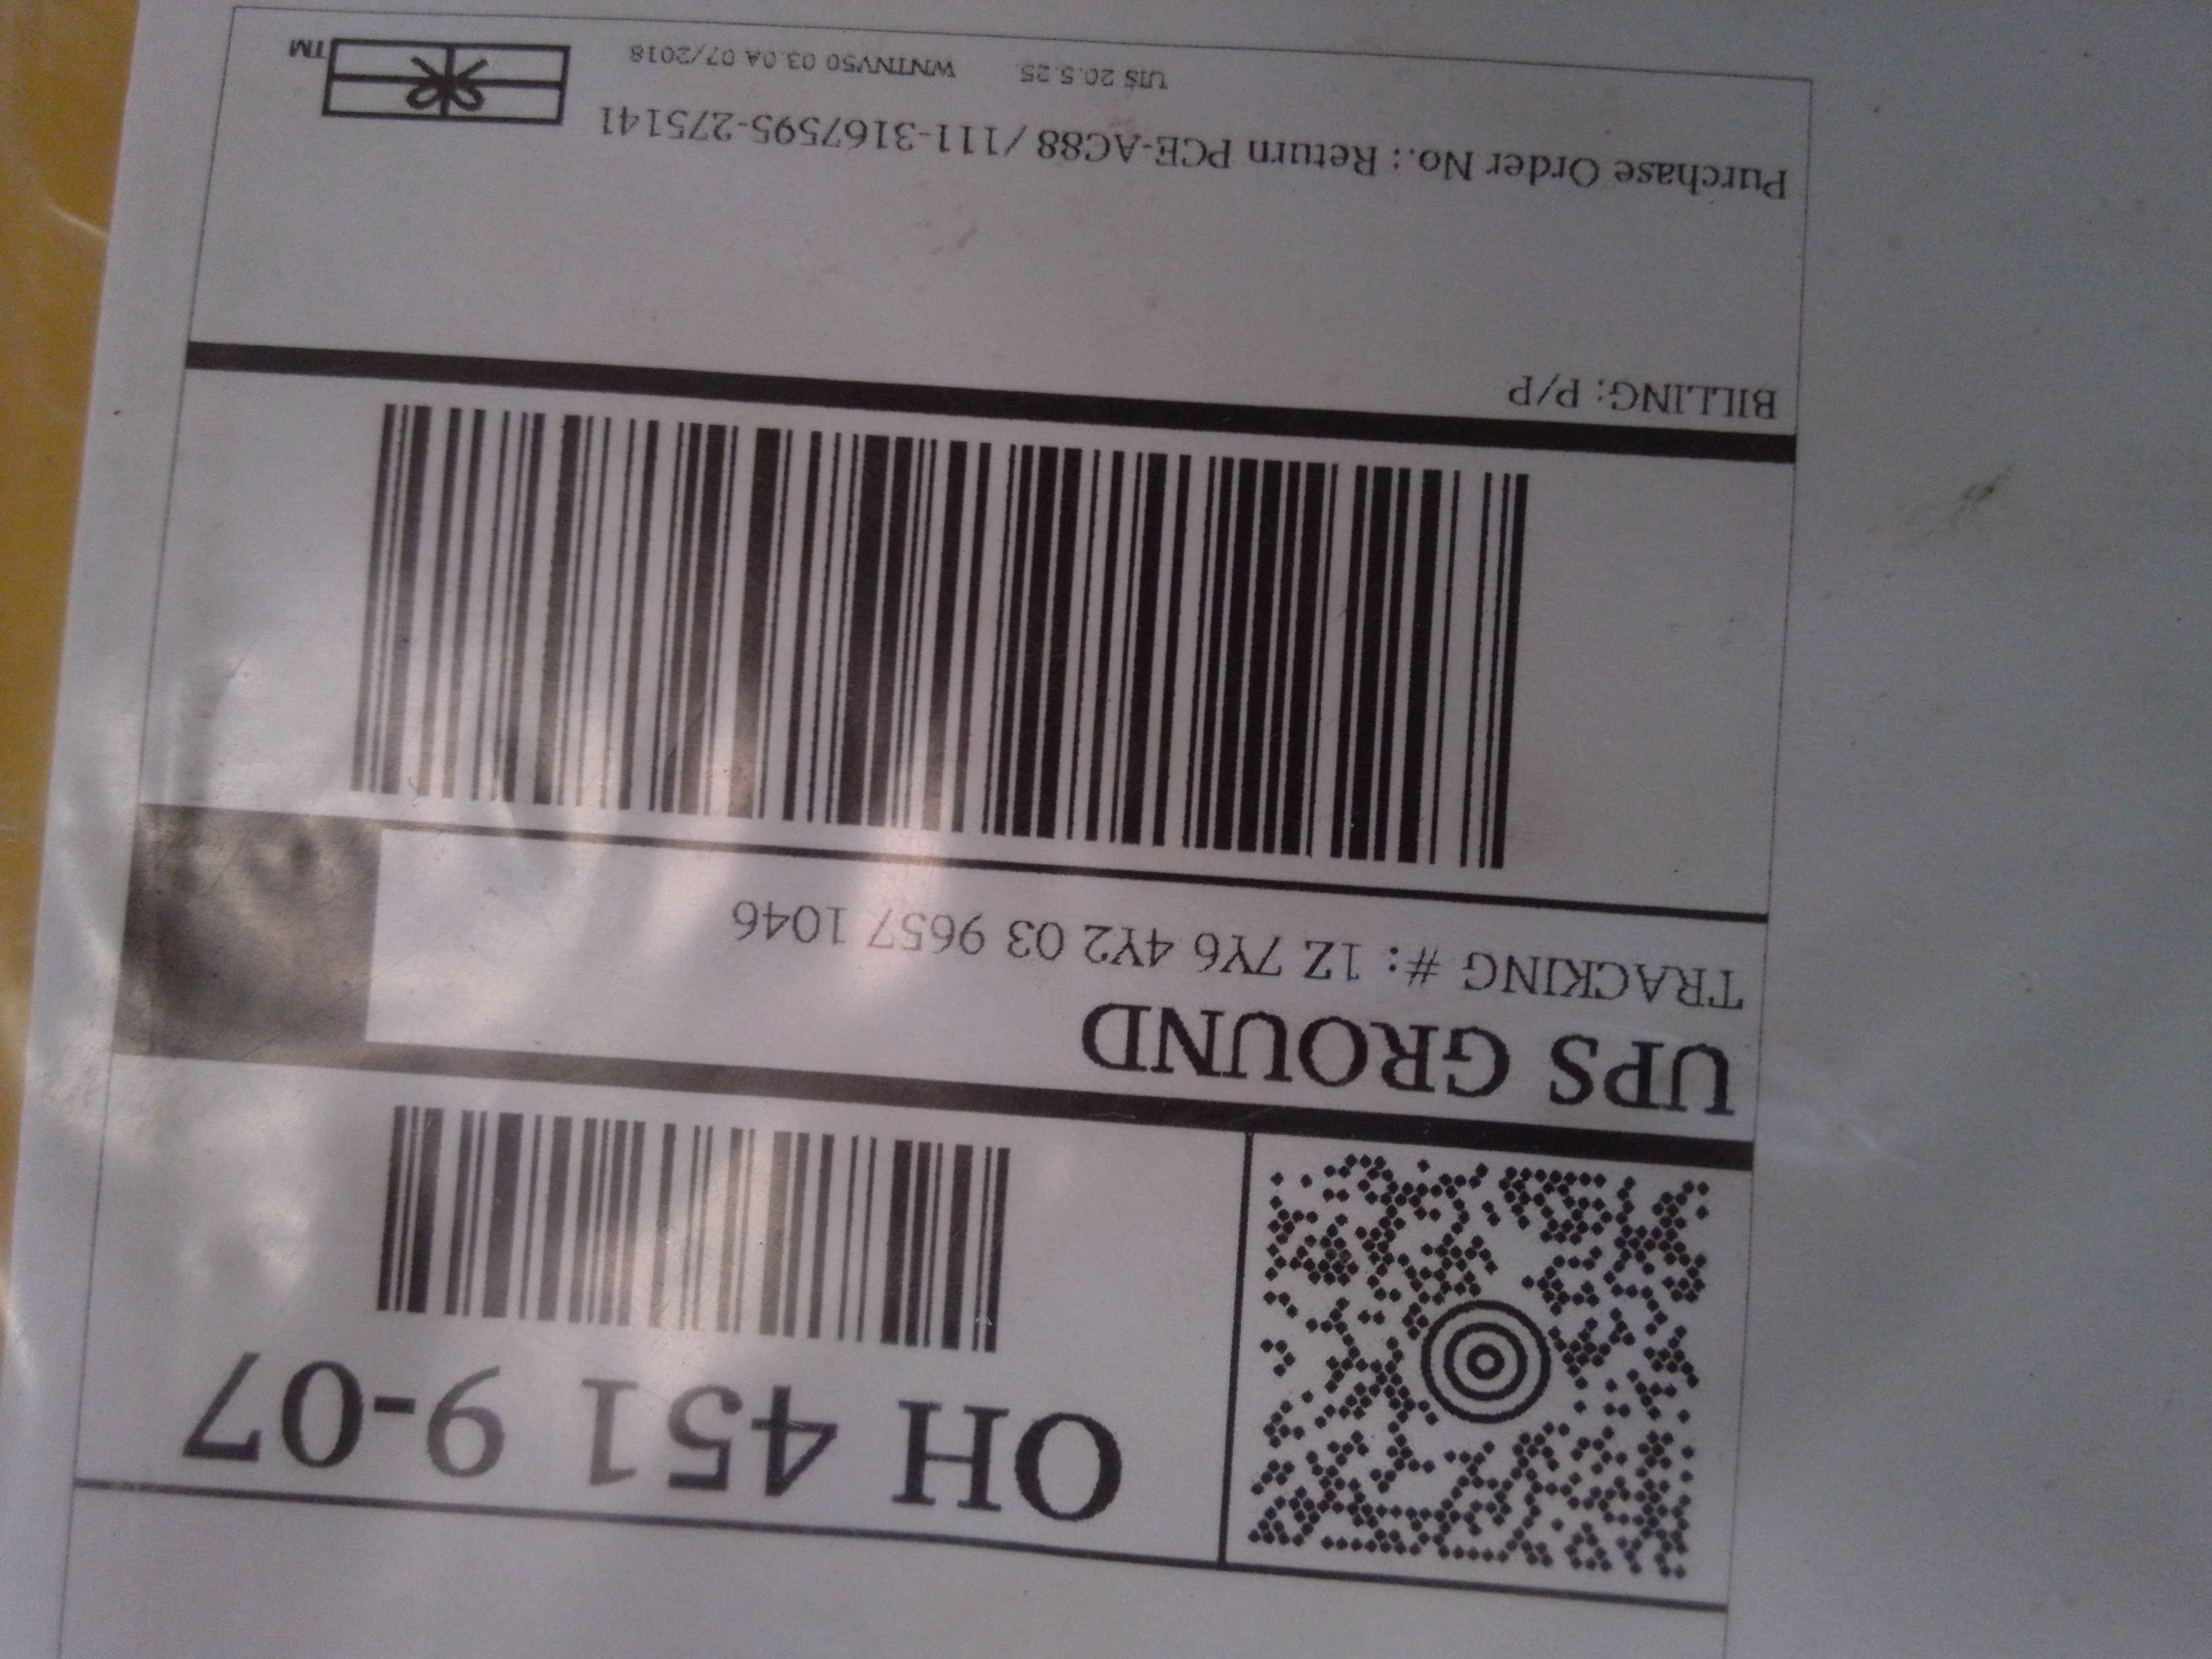 OH 451 9-07
UPS GROUND
TRACKING #: 1Z 7Y6 4Y2 03 9657 1046
BILLING: P/P
Purchase Order No.: Return PCE-AC88 / 111-3167595-275141
UIS 20.5.25 WNTNV50 03.0A 07/2018
TM